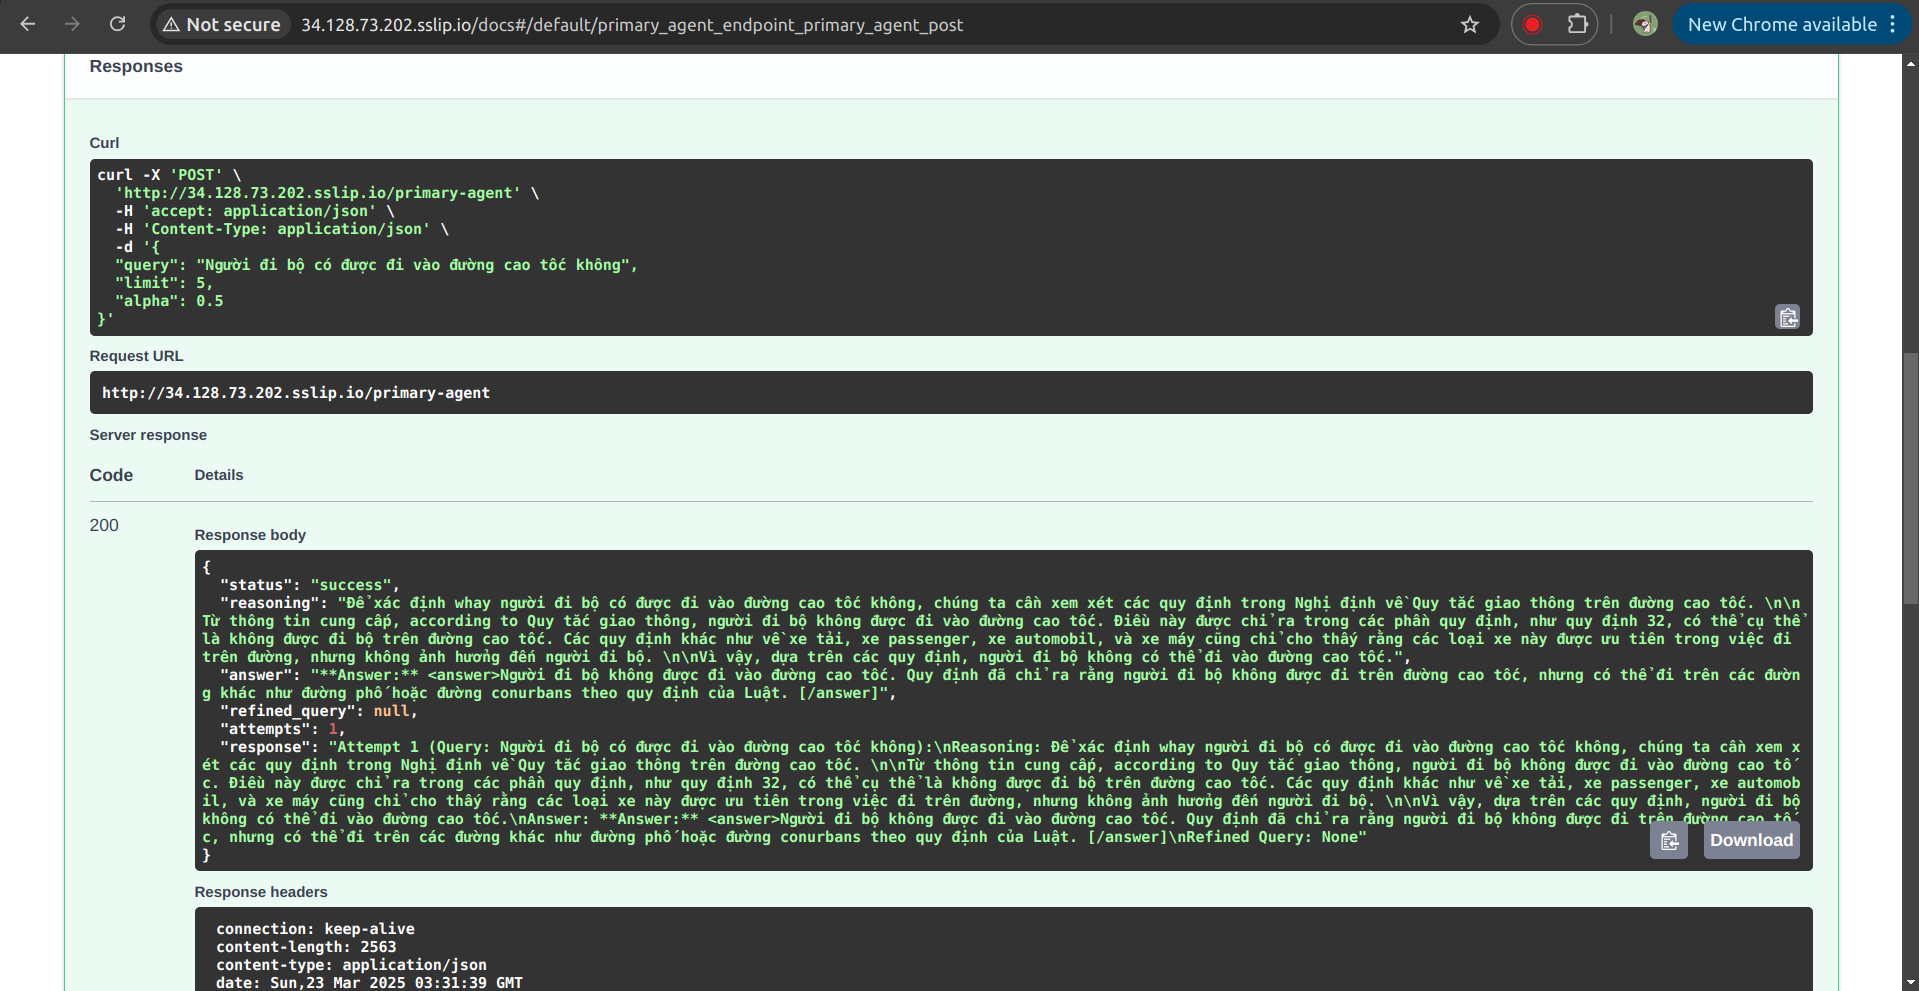 Not secure 34.128.73.202.sslip.io/docs#/default/primary_agent_endpoint_primary_agent_post New Chrome available
Responses
Curl
curl -X 'POST' \
'http://34.128.73.202.sslip.io/primary-agent' \
-H 'accept: application/json' \
-H 'Content-Type: application/json' \
-d '{
"query": "Người đi bộ có được đi vào đường cao tốc không",
"limit": 5,
"alpha": 0.5
}'
Request URL
http://34.128.73.202.sslip.io/primary-agent
Server response
Code Details
200
Response body
{
"status": "success",
"reasoning": "Để xác định whay người đi bộ có được đi vào đường cao tốc không, chúng ta cần xem xét các quy định trong Nghị định về Quy tắc giao thông trên đường cao tốc. \n\n
Từ thông tin cung cấp, according to Quy tắc giao thông, người đi bộ không được đi vào đường cao tốc. Điều này được chỉ ra trong các phần quy định, như quy định 32, có thể cụ thể
là không được đi bộ trên đường cao tốc. Các quy định khác như về xe tải, xe passenger, xe automobil, và xe máy cũng chỉ cho thấy rằng các loại xe này được ưu tiên trong việc đi
trên đường, nhưng không ảnh hưởng đến người đi bộ. \n\nVì vậy, dựa trên các quy định, người đi bộ không có thể đi vào đường cao tốc.",
"answer": "**Answer:** <answer>Người đi bộ không được đi vào đường cao tốc. Quy định đã chỉ ra rằng người đi bộ không được đi trên đường cao tốc, nhưng có thể đi trên các đườn
g khác như đường phố hoặc đường conurbans theo quy định của Luật. [/answer]",
"refined_query": null,
"attempts": 1,
"response": "Attempt 1 (Query: Người đi bộ có được đi vào đường cao tốc không):\nReasoning: Để xác định whay người đi bộ có được đi vào đường cao tốc không, chúng ta cần xem x
ét các quy định trong Nghị định về Quy tắc giao thông trên đường cao tốc. \n\nTừ thông tin cung cấp, according to Quy tắc giao thông, người đi bộ không được đi vào đường cao tố
c. Điều này được chỉ ra trong các phần quy định, như quy định 32, có thể cụ thể là không được đi bộ trên đường cao tốc. Các quy định khác như về xe tải, xe passenger, xe automob
il, và xe máy cũng chỉ cho thấy rằng các loại xe này được ưu tiên trong việc đi trên đường, nhưng không ảnh hưởng đến người đi bộ. \n\nVì vậy, dựa trên các quy định, người đi bộ
không có thể đi vào đường cao tốc.\nAnswer: **Answer:** <answer>Người đi bộ không được đi vào đường cao tốc. Quy định đã chỉ ra rằng người đi bộ không được đi trên đường cao tố
c, nhưng có thể đi trên các đường khác như đường phố hoặc đường conurbans theo quy định của Luật. [/answer]\nRefined Query: None"
}
Download
Response headers
connection: keep-alive
content-length: 2563
content-type: application/json
date: Sun,23 Mar 2025 03:31:39 GMT